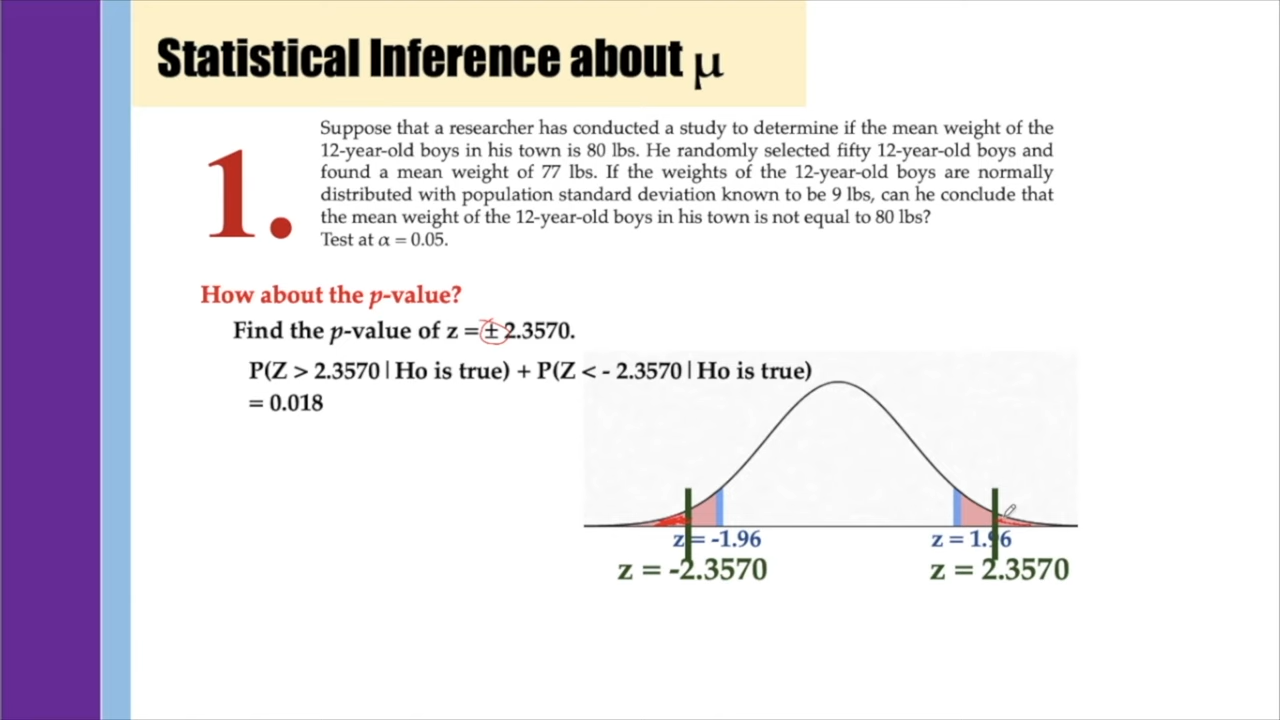 Statistical Inference about μ
1.
Suppose that a researcher has conducted a study to determine if the mean weight of the
12-year-old boys in his town is 80 lbs. He randomly selected fifty 12-year-old boys and
found a mean weight of 77 lbs. If the weights of the 12-year-old boys are normally
distributed with population standard deviation known to be 9 lbs, can he conclude that
the mean weight of the 12-year-old boys in his town is not equal to 80 lbs?
Test at α = 0.05.
How about the p-value?
Find the p-value of z = ± 2.3570.
P(Z > 2.3570 | Ho is true) + P(Z < - 2.3570 | Ho is true)
= 0.018
z = -1.96
z = 1.96
z = -2.3570
z = 2.3570